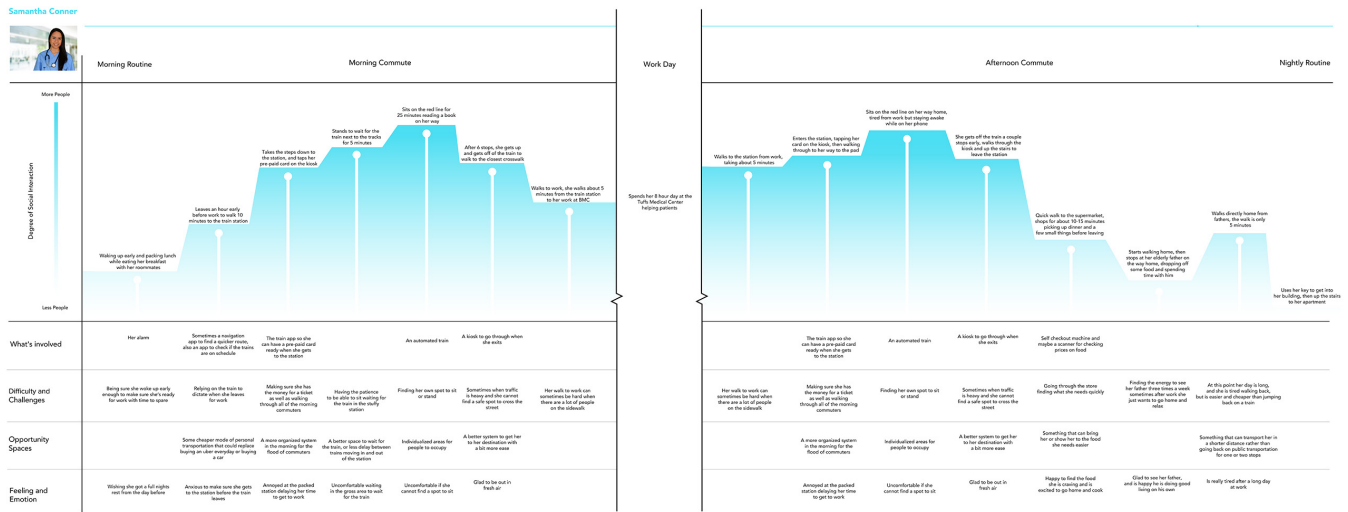 Samantha Conner
Morning Routine
Morning Commute
Work Day
Afternoon Commute
Nightly Routine
More People
Degree of Social Interaction
Less People
Waking up early and packing lunch
while eating her breakfast
with her roommates
Leaves an hour early
before work to walk 10
minutes to the train station
Takes the steps down to
the station, and taps her
pre-paid card on the kiosk
Stands to wait for the
train next to the tracks
for 5 minutes
Sits on the red line for
25 minutes reading a book
on her way
After 6 stops, she gets up
and gets off of the train to
walk to the closest crosswalk
Walks to work, she walks about 5
minutes from the train station
to her work at BMC
Spends her 8 hour day at the
Tuffs Medical Center
helping patients
Walks to the station from work,
taking about 5 minutes
Enters the station, tapping her
card on the kiosk, then walking
through to her way to the paid
Sits on the red line on her way home,
tired from work but staying awake
while on her phone
She gets off the train a couple
stops early, walks through the
kiosk and up the stairs to
leave the station
Quick walk to the supermarket,
shops for about 10-15 minutes
picking up dinner and a
few small things before leaving
Starts walking home, then
stops at her elderly father on
the way home, dropping off
some food and spending
time with him
Walks directly home from
fathers, the walk is only
5 minutes
Uses her key to get into
her building, then up the stairs
to her apartment
What's involved
Her alarm
Sometimes a navigation
app to find a quicker route,
also an app to check if the trains
are on schedule
The train app so she
can have a pre-paid card
ready when she gets
to the station
An automated train
A kiosk to go through when
she exits
The train app so she
can have a pre-paid card
ready when she gets
to the station
An automated train
A kiosk to go through when
she exits
Self checkout machine and
maybe a scanner for checking
prices on food
Difficulty and
Challenges
Being sure she woke up early
enough to make sure she's ready
for work with time to spare
Relying on the train to
dictate when she leaves
for work
Making sure she has
the money for a ticket
as well as walking
through all of the morning
commuters
Having the patience
to be able to sit waiting for
the train in the stuffy
station
Finding her own spot to sit
or stand
Sometimes when traffic
is heavy and she cannot
find a safe spot to cross the
street
Her walk to work can
sometimes be hard when
there are a lot of people
on the sidewalk
Her walk to work can
sometimes be hard when
there are a lot of people
on the sidewalk
Making sure she has
the money for a ticket
as well as walking
through all of the morning
commuters
Finding her own spot to sit
or stand
Sometimes when traffic
is heavy and she cannot
find a safe spot to cross the
street
Going through the store
finding what she needs quickly
Finding the energy to see
her father three times a week
sometimes after work she
just wants to go home and
relax
At this point her day is long,
and she is tired walking back,
but is easier and cheaper than jumping
back on a train
Opportunity
Spaces
Some cheaper mode of personal
transportation that could replace
buying an uber everyday or buying
a car
A more organized system
in the morning for the
flood of commuters
A better space to wait for
the train, or less delay between
trains moving in and out
of the station
Individualized areas for
people to occupy
A better system to get her
to her destination with
a bit more ease
A more organized system
in the morning for the
flood of commuters
Individualized areas for
people to occupy
A better system to get her
to her destination with
a bit more ease
Something that can bring
her or show her to the food
she needs easier
Something that can transport her in
a shorter distance rather than
going back on public transportation
for one or two stops
Feeling and
Emotion
Wishing she got a full nights
rest from the day before
Anxious to make sure she gets
to the station before the train
leaves
Annoyed at the packed
station delaying her time
to get to work
Uncomfortable waiting
in the gross area to wait
for the train
Uncomfortable if she
cannot find a spot to sit
Glad to be out in
fresh air
Annoyed at the packed
station delaying her time
to get to work
Uncomfortable if she
cannot find a spot to sit
Glad to be out in
fresh air
Happy to find the food
she is craving and is
excited to go home and cook
Glad to see her father,
and is happy he is doing good
living on his own
Is really tired after a long day
at work